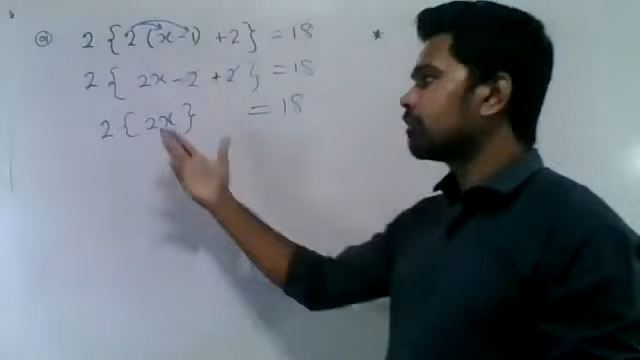 @ 2 { 2 (x-1) +2 } = 18 *
2 { 2x - 2 + 2 } = 18
2 { 2x } = 18